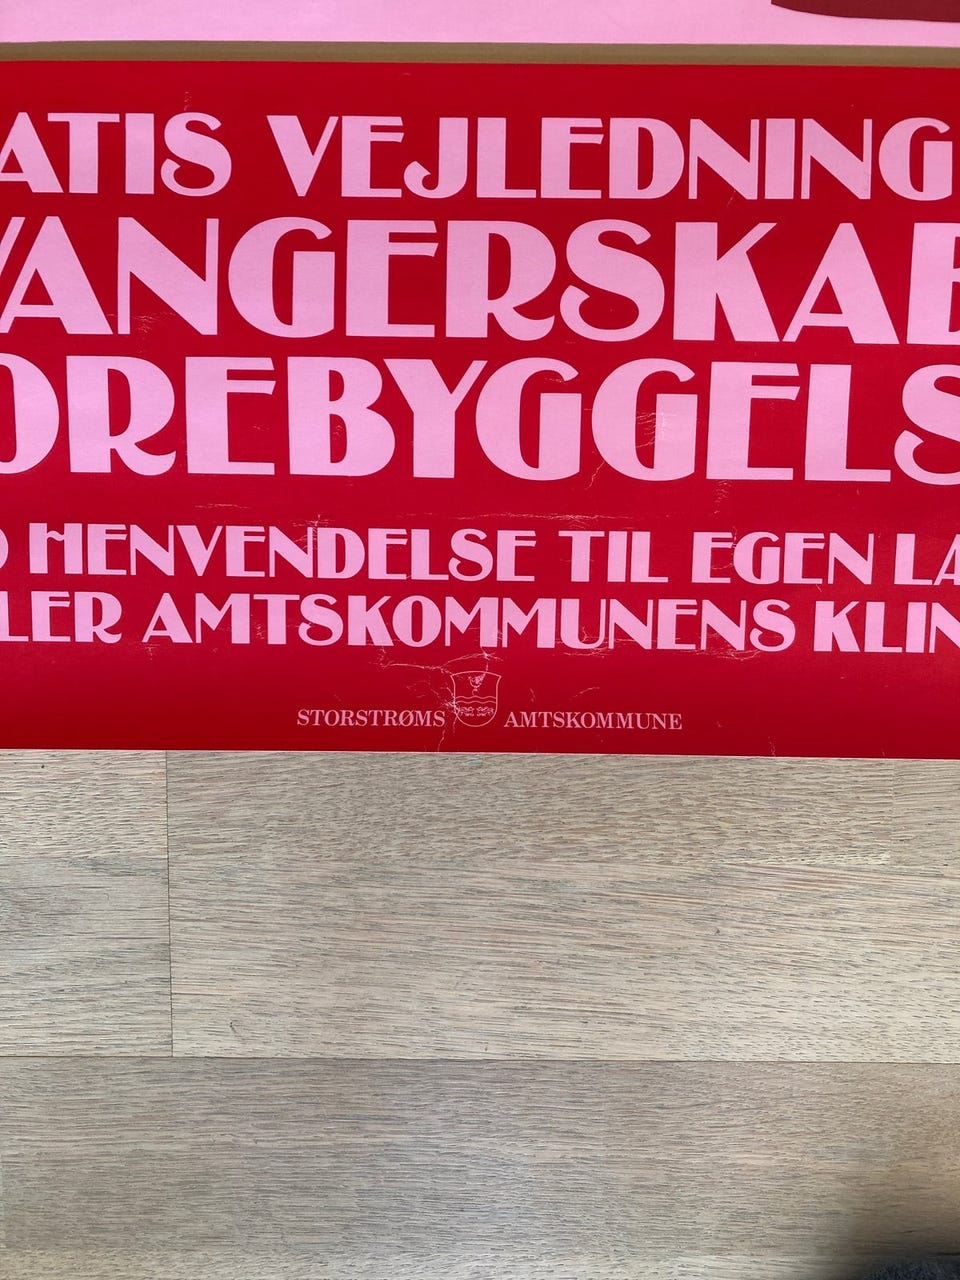 ATIS VEJLEDNING
VANGERSKAB
OREBYGGELS
D HENVENDELSE TIL EGEN LA
LER AMTSKOMMUNENS KLIN
STORSTRØMS AMTSKOMMUNE